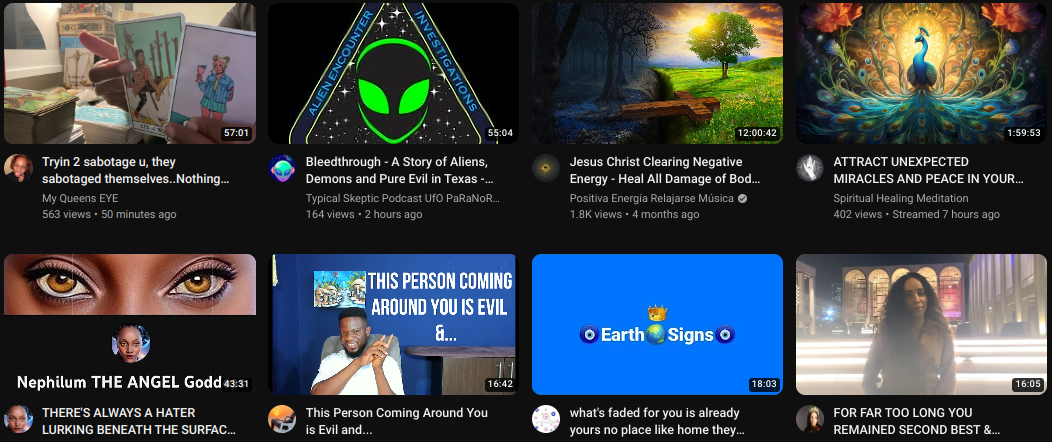 57:01
ALIEN ENCOUNTER
INVESTIGATIONS
55:04
12:00:42
1:59:53
Tryin 2 sabotage u, they
sabotaged themselves..Nothing...
My Queens EYE
563 views • 50 minutes ago
Bleedthrough - A Story of Aliens,
Demons and Pure Evil in Texas -...
Typical Skeptic Podcast UfO PaRaNoR...
164 views • 2 hours ago
Jesus Christ Clearing Negative
Energy - Heal All Damage of Bod...
Positiva Energía Relajarse Música
1.8K views • 4 months ago
ATTRACT UNEXPECTED
MIRACLES AND PEACE IN YOUR...
Spiritual Healing Meditation
402 views • Streamed 7 hours ago
Nephilum THE ANGEL Godd
43:31
THIS PERSON COMING
AROUND YOU IS EVIL
&...
16:42
Earth Signs
18:03
16:05
THERE'S ALWAYS A HATER
LURKING BENEATH THE SURFAC...
This Person Coming Around You
is Evil and...
what's faded for you is already
yours no place like home they...
FOR FAR TOO LONG YOU
REMAINED SECOND BEST &...